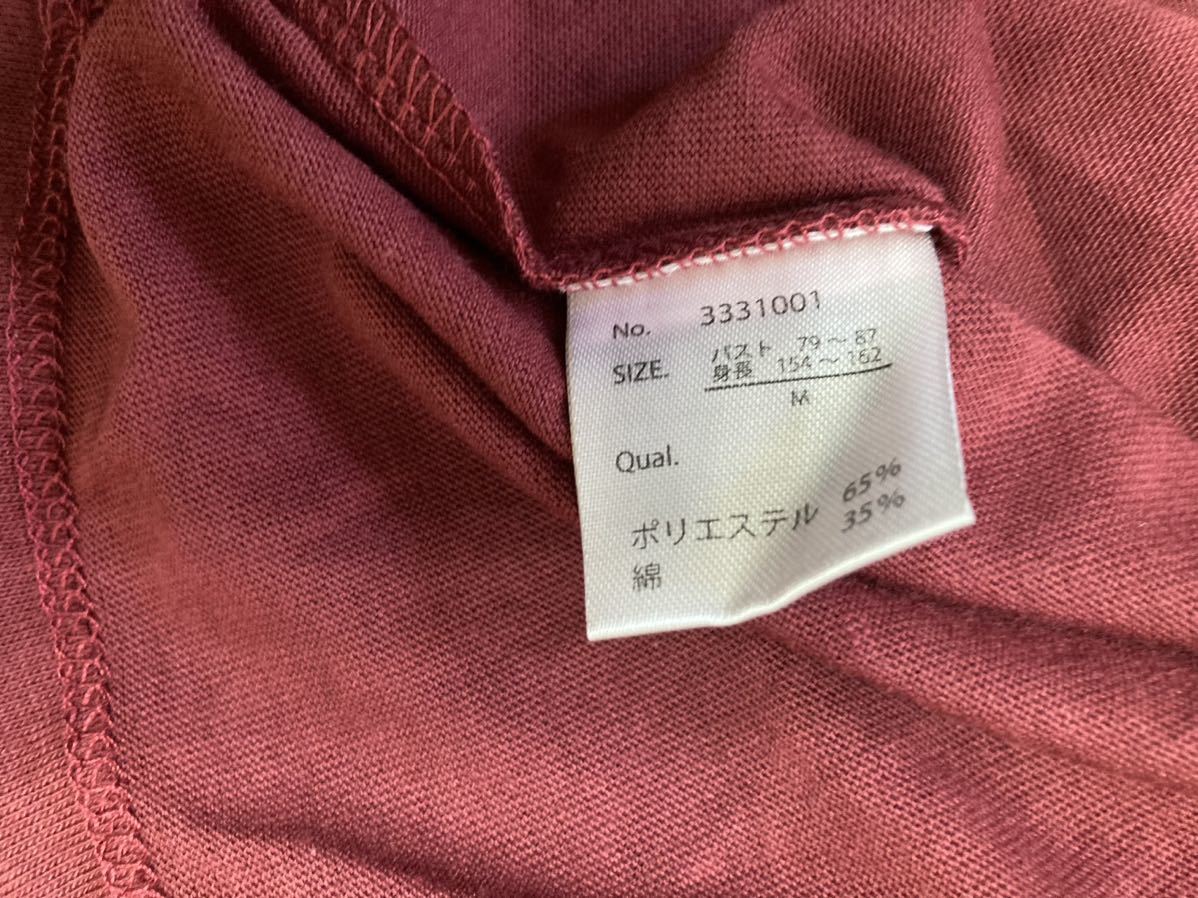 No. 3331001
SIZE. バスト 79～87
身長 154～162
M
Qual.
ポリエステル 65%
綿 35%